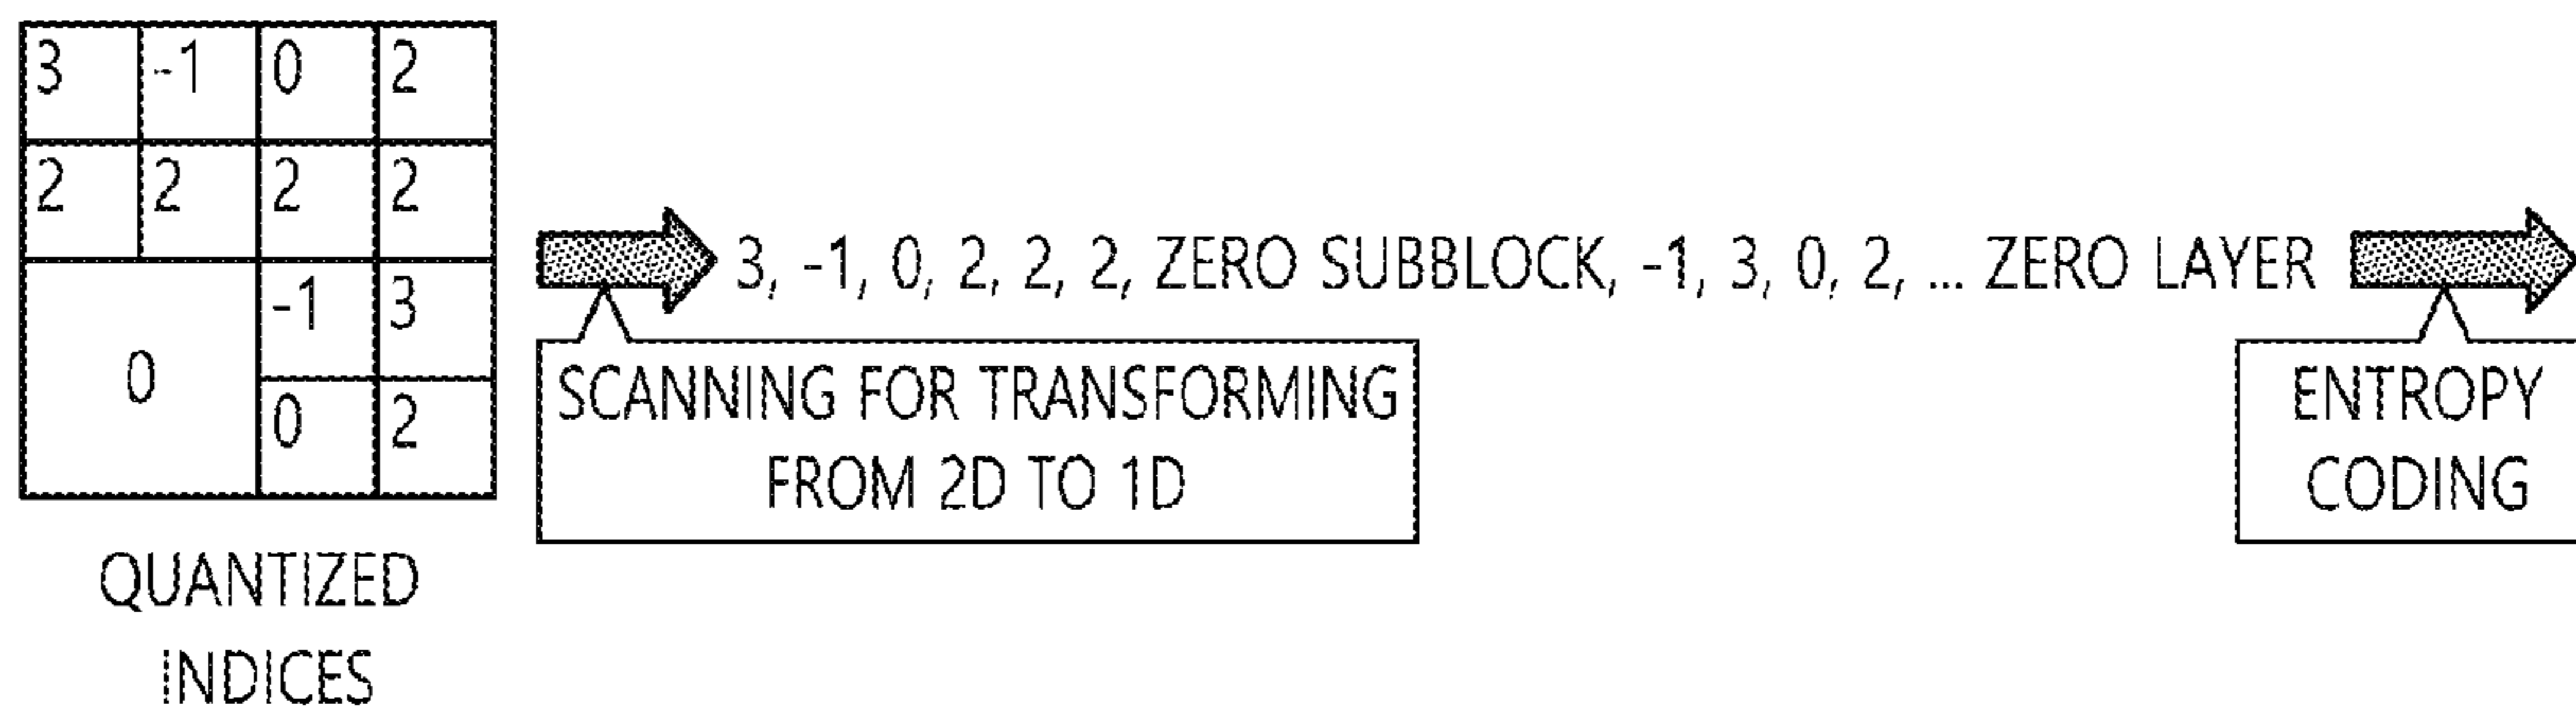 3 -1 0 2
2 2 2 2
-1 3
0
0 2
QUANTIZED
INDICES
3, -1, 0, 2, 2, 2, ZERO SUBBLOCK, -1, 3, 0, 2, ... ZERO LAYER
SCANNING FOR TRANSFORMING
FROM 2D TO 1D
ENTROPY
CODING